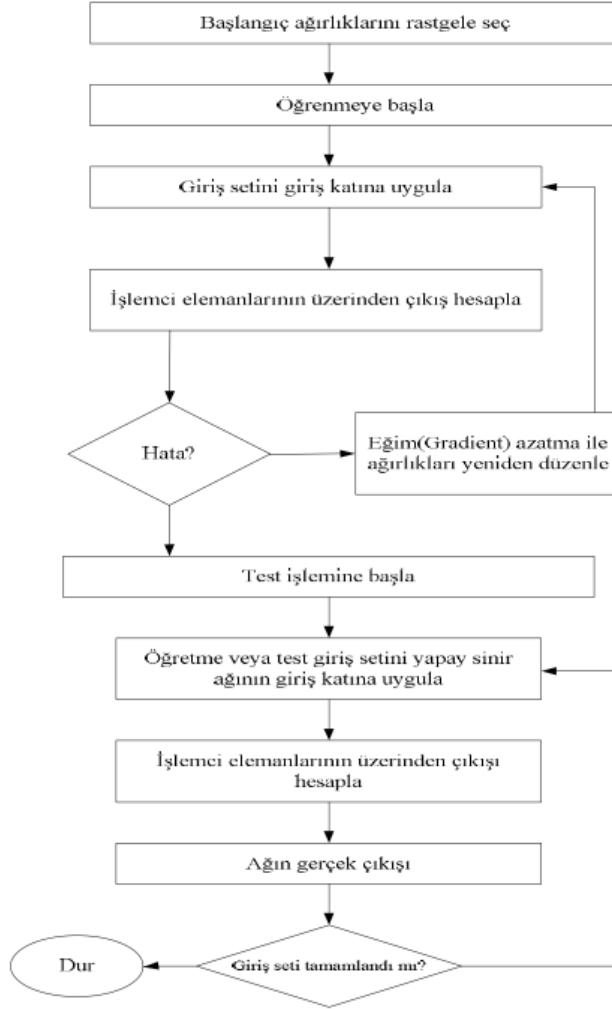 Başlangıç ağırlıklarını rastgele seç
Öğrenmeye başla
Giriş setini giriş katına uygula
İşlemci elemanlarının üzerinden çıkış hesapla
Hata?
Eğim(Gradient) azatma ile
ağırlıkları yeniden düzenle
Test işlemine başla
Öğretme veya test giriş setini yapay sinir
ağının giriş katına uygula
İşlemci elemanlarının üzerinden çıkışı
hesapla
Ağın gerçek çıkışı
Dur
Giriş seti tamamlandı mı?